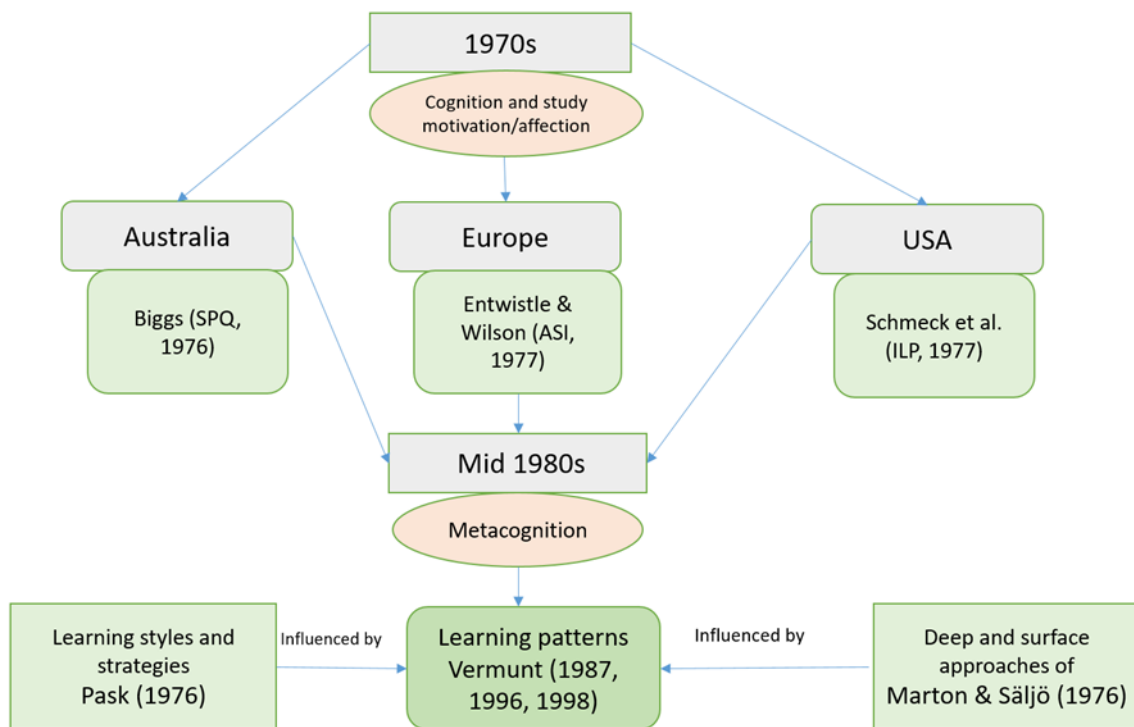 1970s
Cognition and study
motivation/affection
Australia
Europe
USA
Biggs (SPQ,
1976)
Entwistle &
Wilson (ASI,
1977)
Schmeck et al.
(ILP, 1977)
Mid 1980s
Metacognition
Learning styles and
strategies
Pask (1976)
Influenced by
Learning patterns
Vermunt (1987,
1996, 1998)
Influenced by
Deep and surface
approaches of
Marton & Säljö (1976)